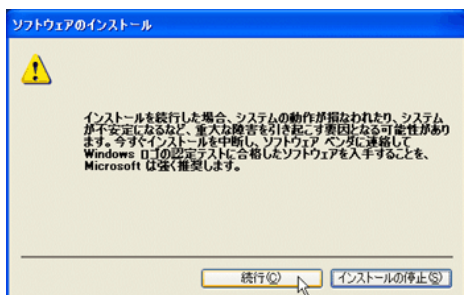 ソフトウェアのインストール
インストールを続行した場合、システムの動作が損なわれたり、システム
が不安定になるなど、重大な障害を引き起こす要因となる可能性があり
ます。今すぐインストールを中断し、ソフトウェア ベンダに連絡して
Windows ロゴの認定テストに合格したソフトウェアを入手することを、
Microsoft は強く推奨します。
続行(C)
インストールの停止(S)